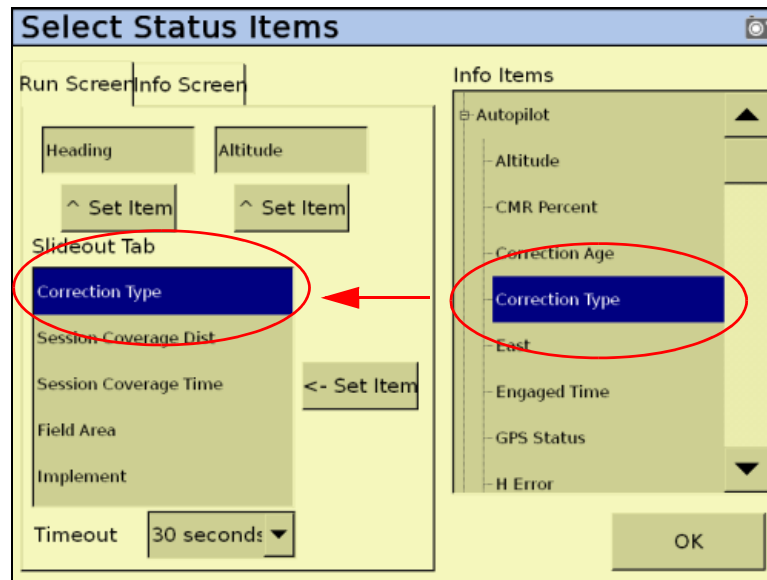 Select Status Items
Run Screen
Info Screen
Heading
Altitude
^ Set Item
^ Set Item
Slideout Tab
Correction Type
Session Coverage Dist
Session Coverage Time
Field Area
Implement
<- Set Item
Timeout
30 seconds
Info Items
Autopilot
Altitude
CMR Percent
Correction Age
Correction Type
East
Engaged Time
GPS Status
H Error
OK